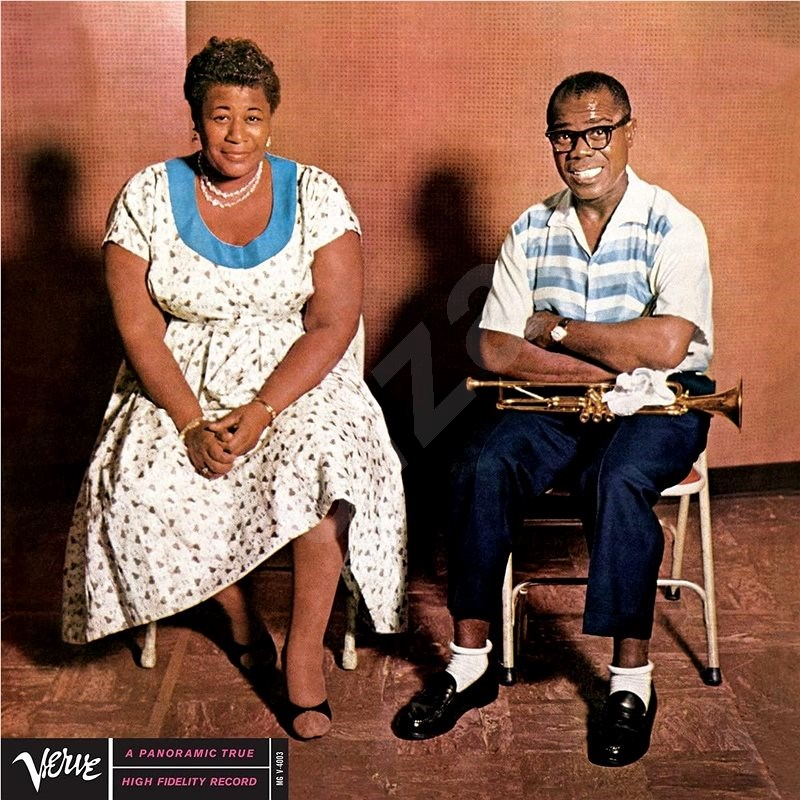 Verve
A PANORAMIC TRUE
HIGH FIDELITY RECORD
MG V-4003